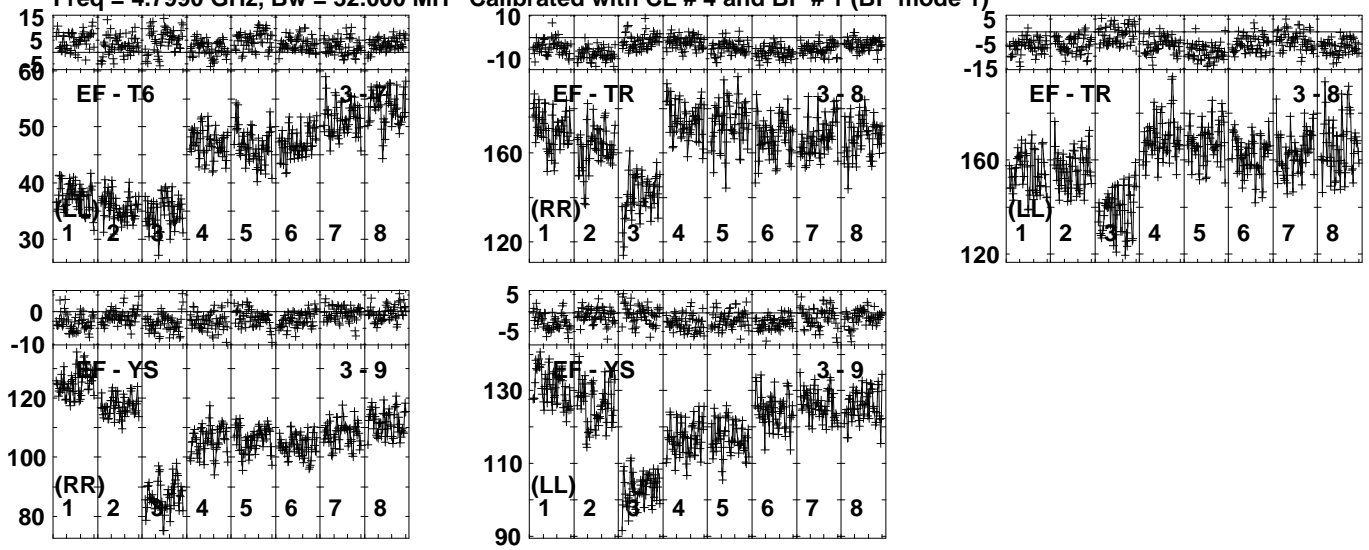 Freq = 4.7990 GHz, Bw = 32.000 MH Calibrated with CL # 4 and BP # 1 (BP mode 1)
15 10 5
5 -5
5 -10 -15
60
EF - T6 3 - 7 EF - TR 3 - 8 EF - TR 3 - 8
50
160 160
40
(LL) (RR) (LL)
30 1 2 3 4 5 6 7 8 120 1 2 3 4 5 6 7 8 120 1 2 3 4 5 6 7 8
0 5
-10 -5
EF - YS 3 - 9 EF - YS 3 - 9
120 130
100 110
(RR) (LL)
80 1 2 3 4 5 6 7 8 90 1 2 3 4 5 6 7 8